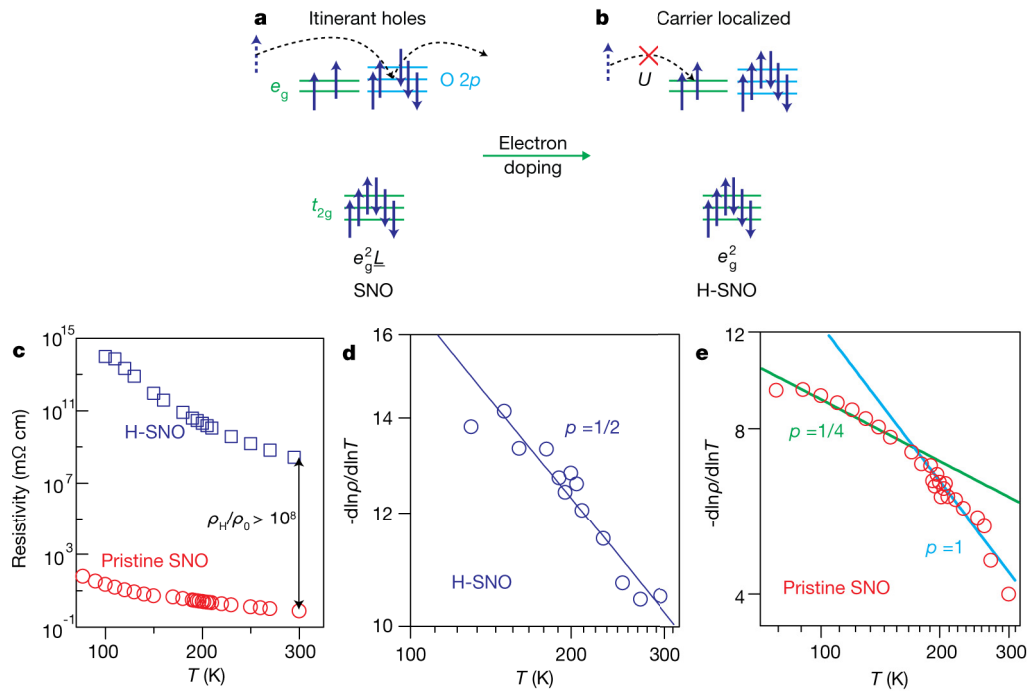 a Itinerant holes
e_g
O 2p
t_2g
e_g^2 L
SNO
Electron
doping
b Carrier localized
U
e_g^2
H-SNO
c
Resistivity (mΩ cm)
10^15
10^11
10^7
10^3
10^-1
H-SNO
ρ_H/ρ_0 > 10^8
Pristine SNO
100 200 300
T (K)
d
-dlnρ/dlnT
16
14
12
10
p = 1/2
H-SNO
100 200 300
T (K)
e
-dlnρ/dlnT
12
8
4
p = 1/4
p = 1
Pristine SNO
100 200 300
T (K)